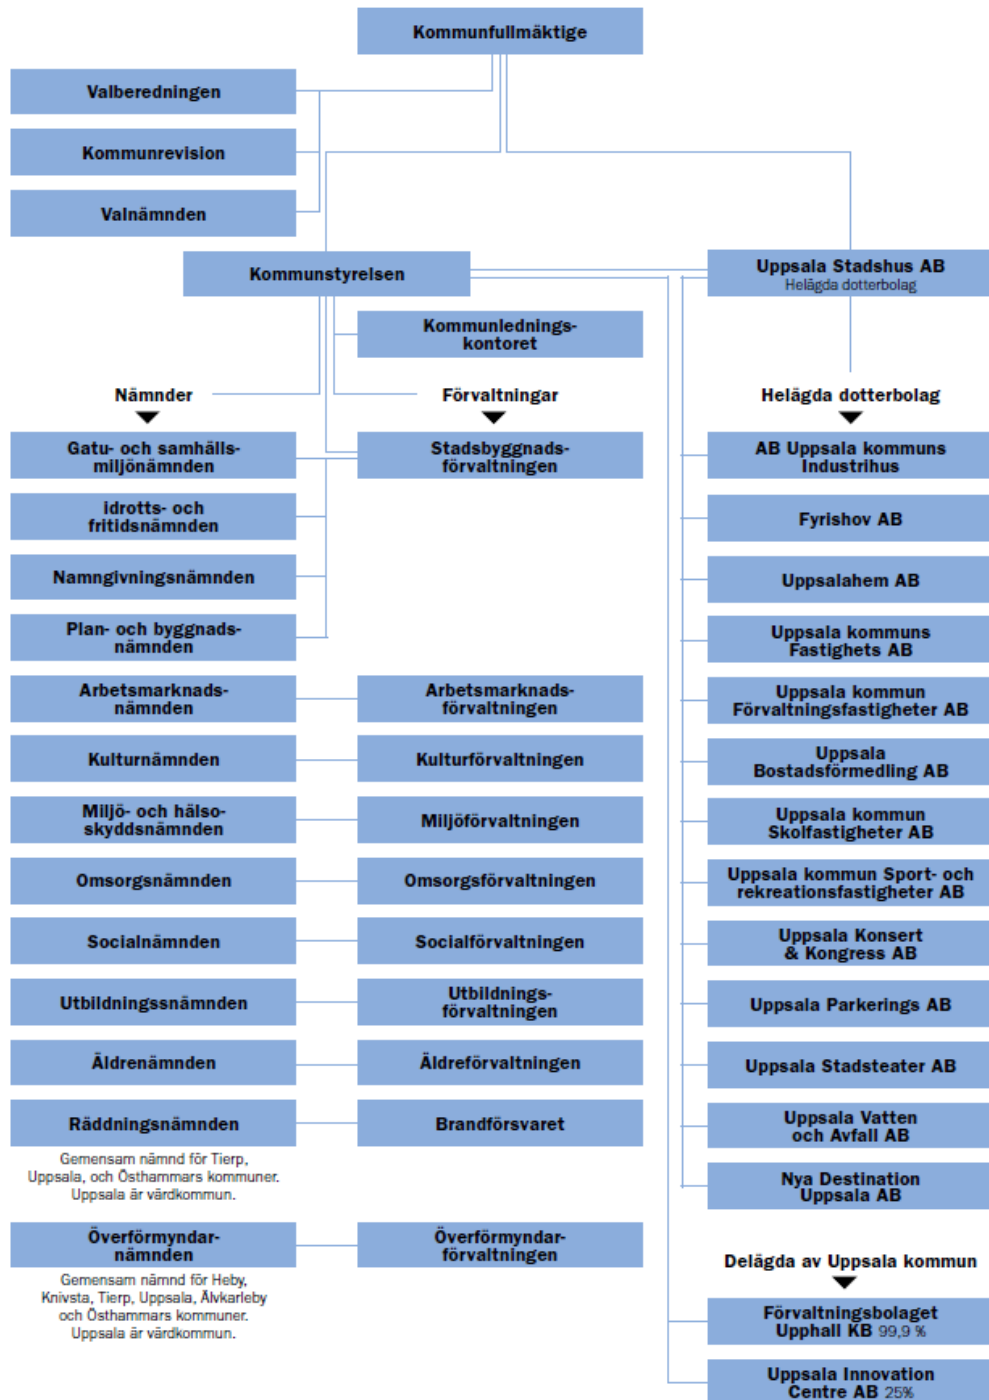 Kommunfullmäktige
Valberedningen
Kommunrevision
Valnämnden
Kommunstyrelsen
Uppsala Stadshus AB
Helägda dotterbolag
Kommunlednings-
kontoret
Nämnder
Förvaltningar
Helägda dotterbolag
Gatu- och samhälls-
miljönämnden
Stadsbyggnads-
förvaltningen
idrotts- och
fritidsnämnden
Namngivningsnämnden
Plan- och byggnads-
nämnden
Arbetsmarknads-
nämnden
Arbetsmarknads-
förvaltningen
Kulturnämnden
Kulturförvaltningen
Miljö- och hälso-
skyddsnämnden
Miljöförvaltningen
Omsorgsnämnden
Omsorgsförvaltningen
Socialnämnden
Socialförvaltningen
Utbildningssnämnden
Utbildnings-
förvaltningen
Äldrenämnden
Äldreförvaltningen
Räddningsnämnden
Brandförsvaret
Gemensam nämnd för Tierp,
Uppsala, och Östhammars kommuner.
Uppsala är värdkommun.
Överförmyndar-
nämnden
Överförmyndar-
förvaltningen
Gemensam nämnd för Heby,
Knivsta, Tierp, Uppsala, Älvkarleby
och Östhammars kommuner.
Uppsala är värdkommun.
AB Uppsala kommuns
Industrihus
Fyrishov AB
Uppsalahem AB
Uppsala kommuns
Fastighets AB
Uppsala kommun
Förvaltningsfastigheter AB
Uppsala
Bostadsförmedling AB
Uppsala kommun
Skolfastigheter AB
Uppsala kommun Sport- och
rekreationsfastigheter AB
Uppsala Konsert
& Kongress AB
Uppsala Parkerings AB
Uppsala Stadsteater AB
Uppsala Vatten
och Avfall AB
Nya Destination
Uppsala AB
Delägda av Uppsala kommun
Förvaltningsbolaget
Upphall KB 99,9 %
Uppsala Innovation
Centre AB 25%